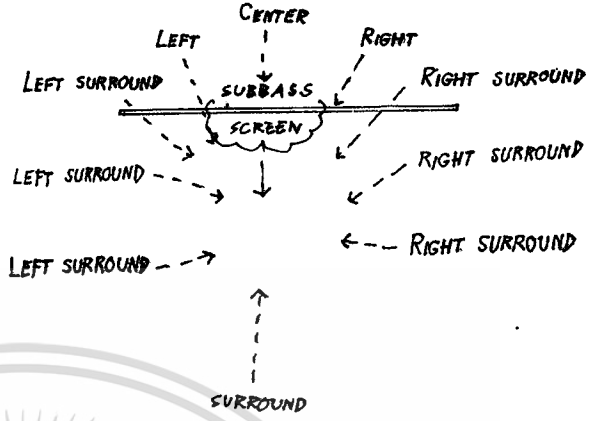 CENTER
LEFT
RIGHT
LEFT SURROUND
RIGHT SURROUND
SUBBASS
SCREEN
LEFT SURROUND
RIGHT SURROUND
LEFT SURROUND
RIGHT SURROUND
SURROUND